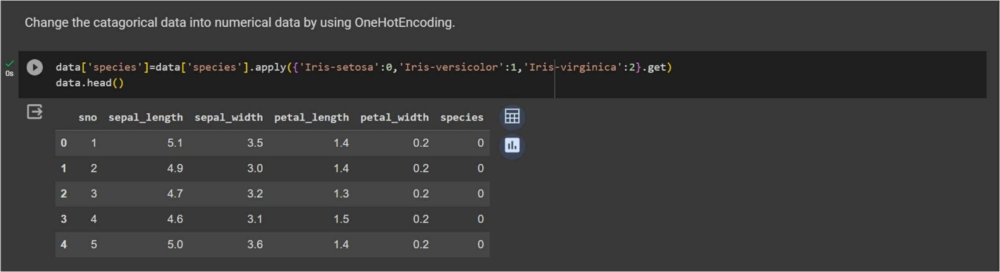 Change the catagorical data into numerical data by using OneHotEncoding.
0s
data['species']=data['species'].apply({'Iris-setosa':0,'Iris-versicolor':1,'Iris-virginica':2}.get)
data.head()
sno sepal_length sepal_width petal_length petal_width species
0 1 5.1 3.5 1.4 0.2 0
1 2 4.9 3.0 1.4 0.2 0
2 3 4.7 3.2 1.3 0.2 0
3 4 4.6 3.1 1.5 0.2 0
4 5 5.0 3.6 1.4 0.2 0